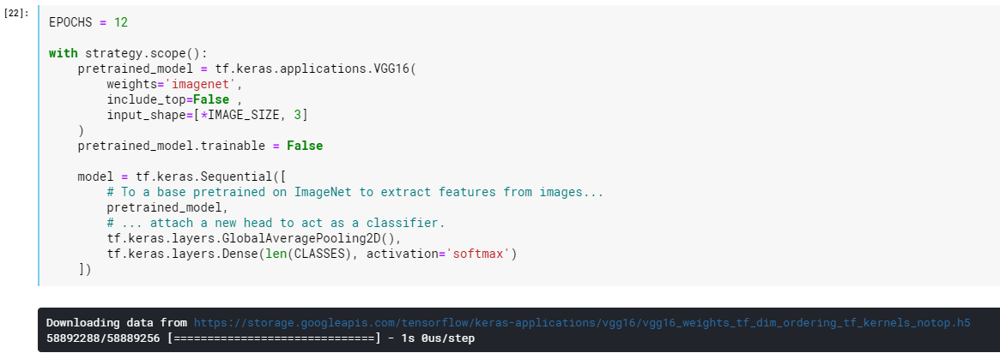 [22]:
EPOCHS = 12
with strategy.scope():
    pretrained_model = tf.keras.applications.VGG16(
        weights='imagenet',
        include_top=False ,
        input_shape=[*IMAGE_SIZE, 3]
    )
    pretrained_model.trainable = False
    model = tf.keras.Sequential([
        # To a base pretrained on ImageNet to extract features from images...
        pretrained_model,
        # ... attach a new head to act as a classifier.
        tf.keras.layers.GlobalAveragePooling2D(),
        tf.keras.layers.Dense(len(CLASSES), activation='softmax')
    ])
Downloading data from https://storage.googleapis.com/tensorflow/keras-applications/vgg16/vgg16_weights_tf_dim_ordering_tf_kernels_notop.h5
58892288/58889256 [==============================] - 1s 0us/step